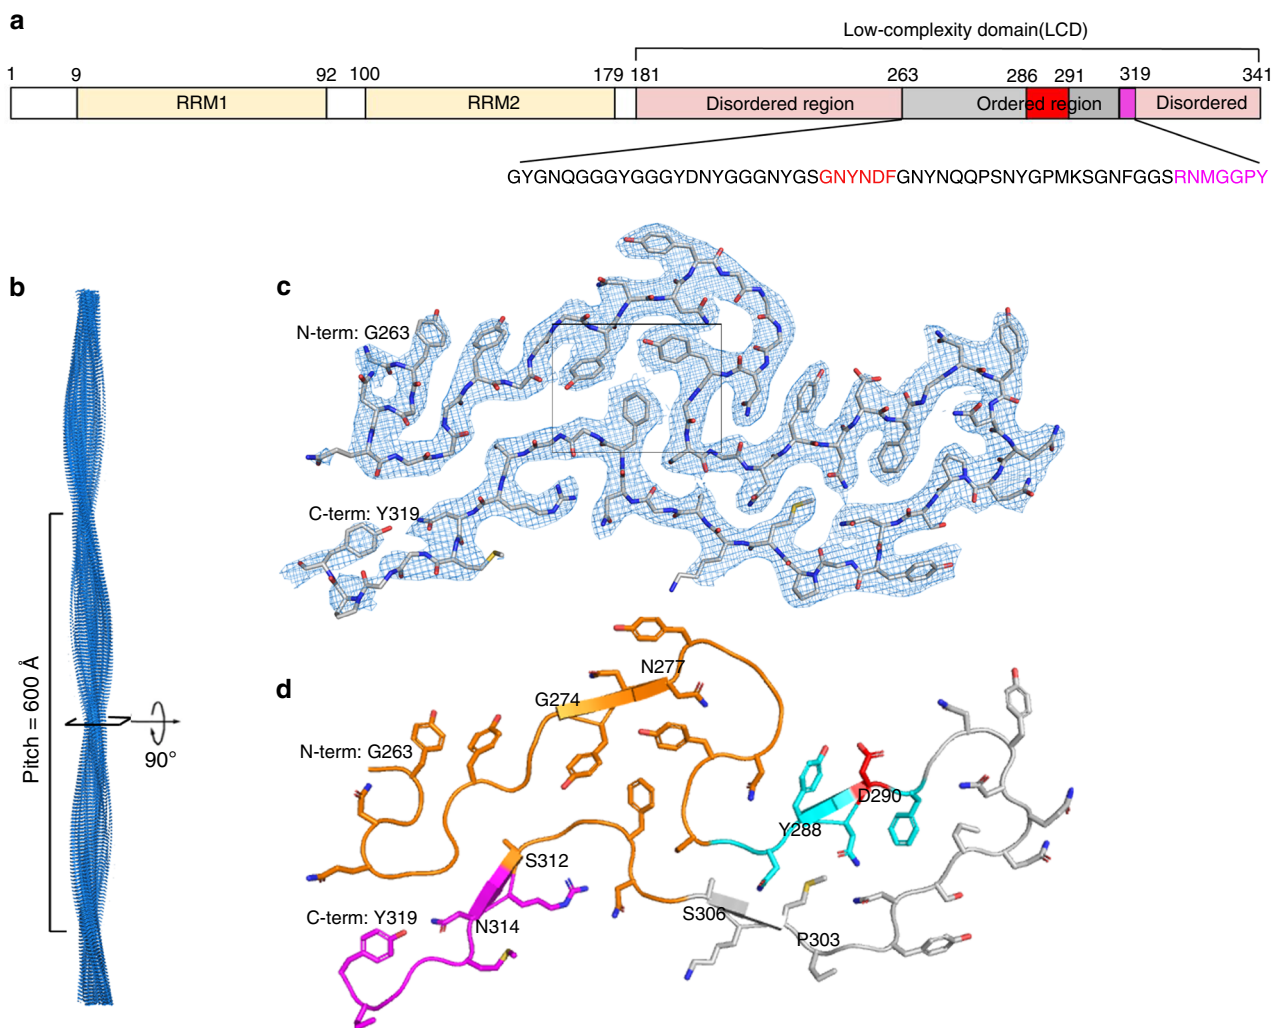 a
Low-complexity domain(LCD)
1 9 92 100 179 181 263 286 291 319 341
RRM1 RRM2 Disordered region Ordered region Disordered
GYGNQGGGYGGGYDNYGGGNYGSGNYNDFGNYNQQPSNYGPMKSGNFGGSRNMGGPY
b
Pitch = 600 Å
90°
c
N-term: G263
C-term: Y319
d
N277
G274
N-term: G263
D290
Y288
S312
S306
C-term: Y319
N314
P303